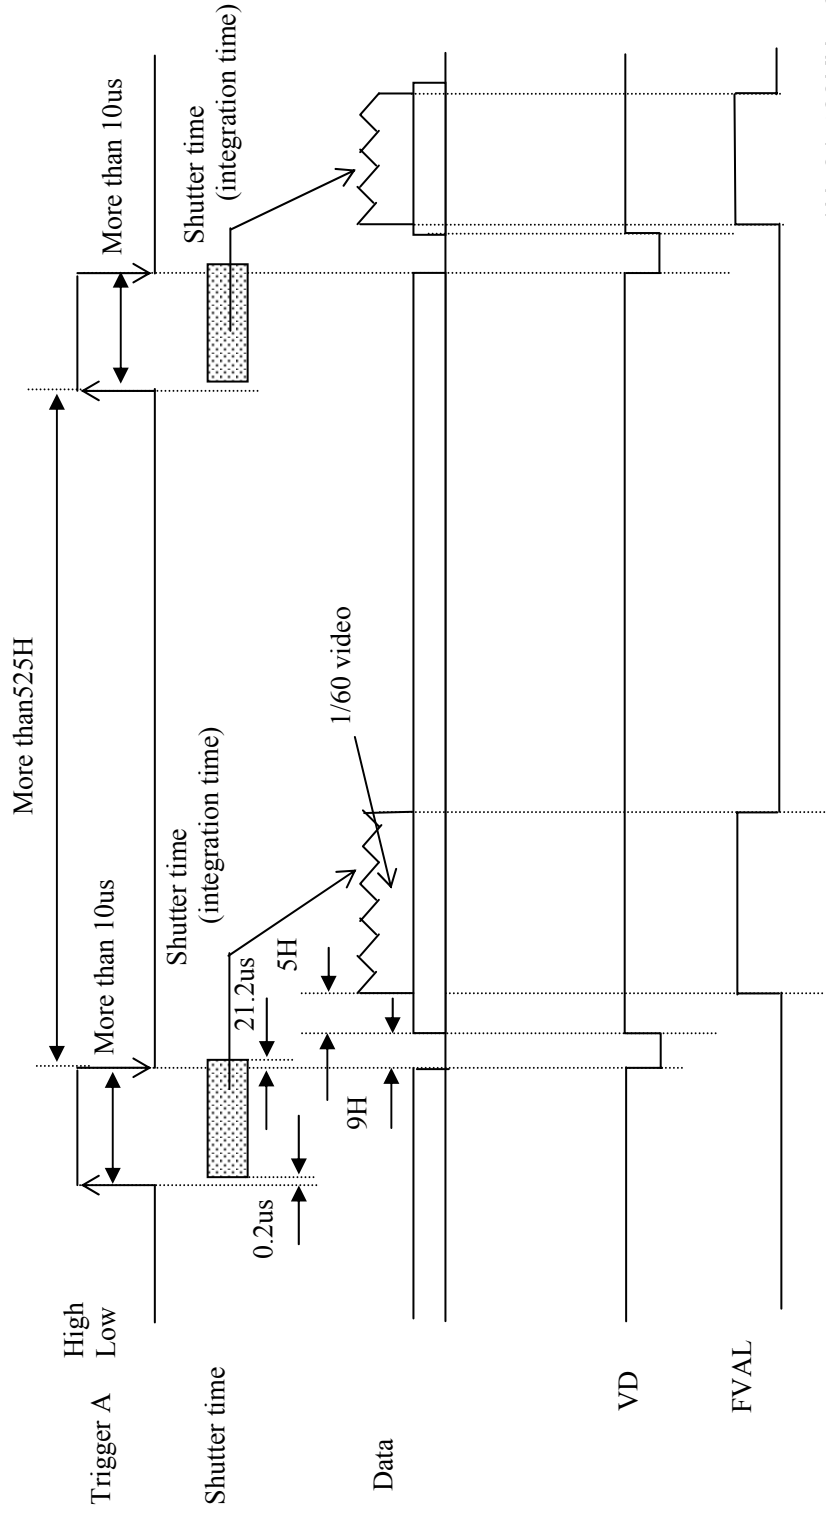 More than525H
More than 10us
More than 10us
High
Low
Trigger A
Shutter time
(integration time)
Shutter time
(integration time)
Shutter time
21.2us
0.2us
5H
9H
1/60 video
Data
VD
FVAL